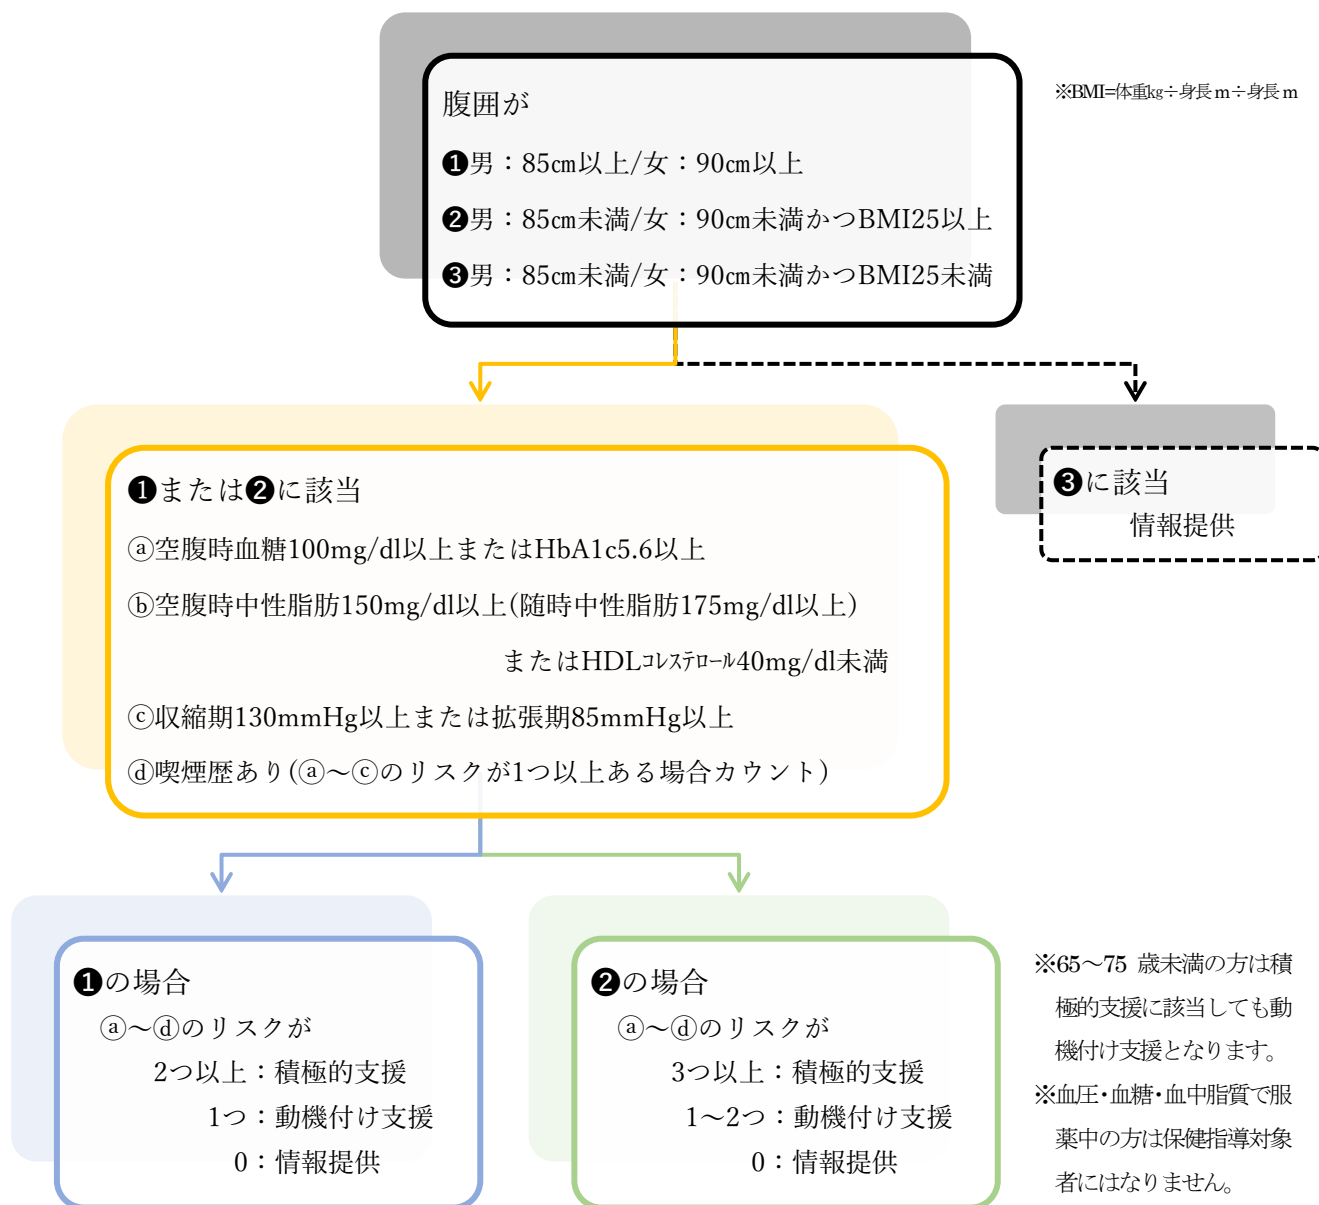 腹囲が
❶男：85㎝以上/女：90㎝以上
❷男：85㎝未満/女：90㎝未満かつBMI25以上
❸男：85㎝未満/女：90㎝未満かつBMI25未満
※BMI=体重㎏÷身長ｍ÷身長ｍ
❶または❷に該当
ⓐ空腹時血糖100mg/dl以上またはHbA1c5.6以上
ⓑ空腹時中性脂肪150mg/dl以上(随時中性脂肪175mg/dl以上)
またはHDLｺﾚｽﾃﾛｰﾙ40mg/dl未満
ⓒ収縮期130mmHg以上または拡張期85mmHg以上
ⓓ喫煙歴あり(ⓐ～ⓒのリスクが1つ以上ある場合カウント)
❸に該当
情報提供
❶の場合
ⓐ～ⓓのリスクが
2つ以上：積極的支援
1つ：動機付け支援
0：情報提供
❷の場合
ⓐ～ⓓのリスクが
3つ以上：積極的支援
1～2つ：動機付け支援
0：情報提供
※65～75 歳未満の方は積
極的支援に該当しても動
機付け支援となります。
※血圧・血糖・血中脂質で服
薬中の方は保健指導対象
者にはなりません。